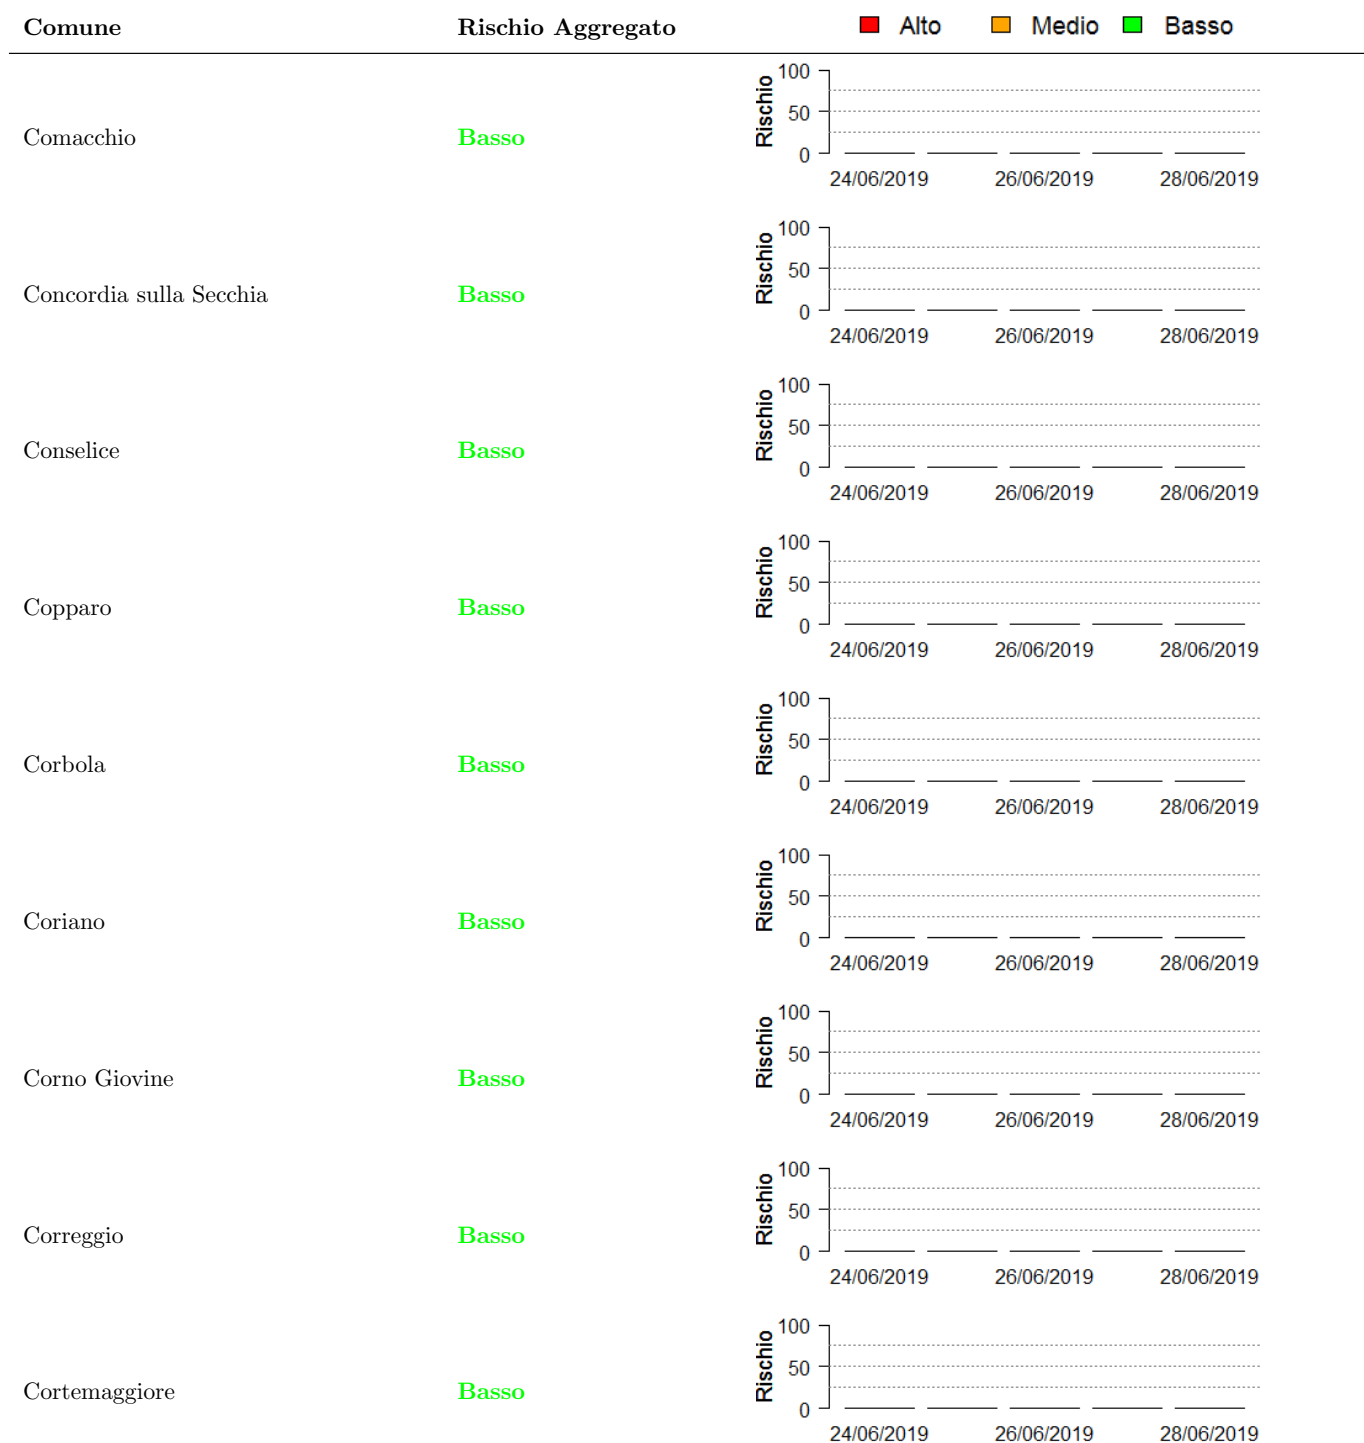 Comune Rischio Aggregato Alto Medio Basso
100
Rischio
50
Comacchio Basso
0
24/06/2019 26/06/2019 28/06/2019
100
Rischio
50
Concordia sulla Secchia Basso
0
24/06/2019 26/06/2019 28/06/2019
100
Rischio
50
Conselice Basso
0
24/06/2019 26/06/2019 28/06/2019
100
Rischio
50
Copparo Basso
0
24/06/2019 26/06/2019 28/06/2019
100
Rischio
50
Corbola Basso
0
24/06/2019 26/06/2019 28/06/2019
100
Rischio
50
Coriano Basso
0
24/06/2019 26/06/2019 28/06/2019
100
Rischio
50
Corno Giovine Basso
0
24/06/2019 26/06/2019 28/06/2019
100
Rischio
50
Correggio Basso
0
24/06/2019 26/06/2019 28/06/2019
100
Rischio
50
Cortemaggiore Basso
0
24/06/2019 26/06/2019 28/06/2019